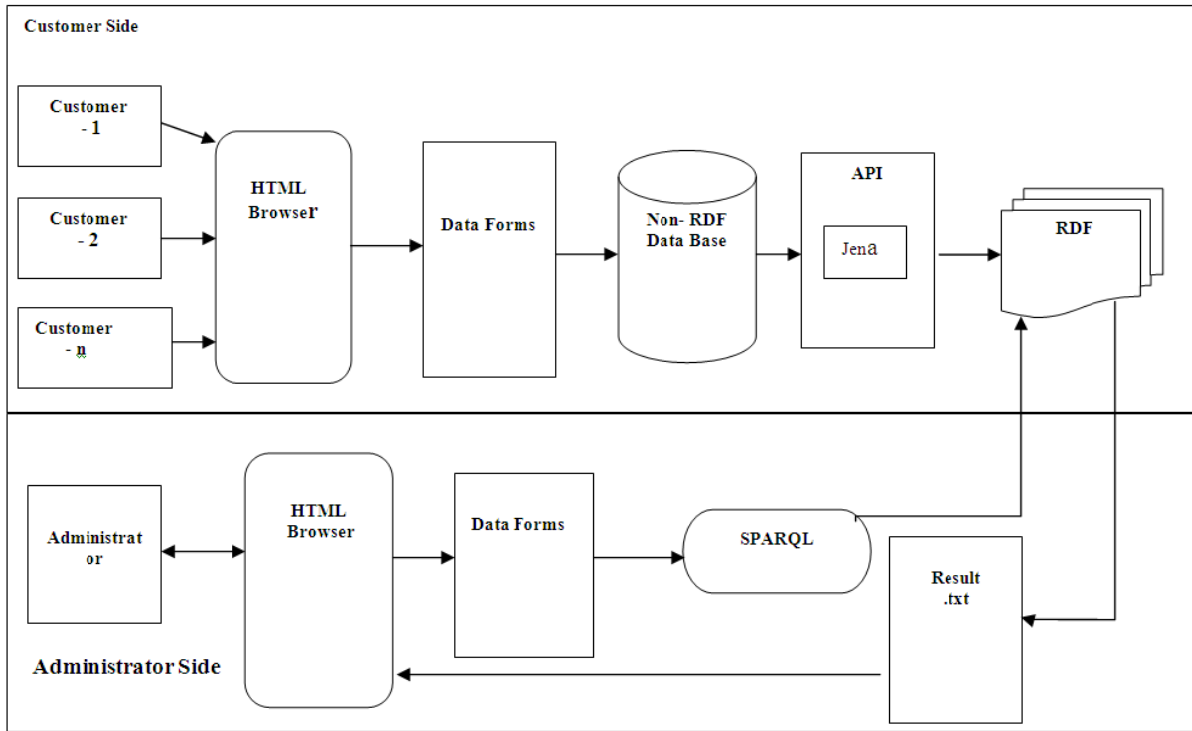 Customer Side
Customer
- 1
Customer
- 2
Customer
- n
HTML
Browser
Data Forms
Non- RDF
Data Base
API
Jena
RDF
Administrat
or
HTML
Browser
Data Forms
SPARQL
Result
.txt
Administrator Side